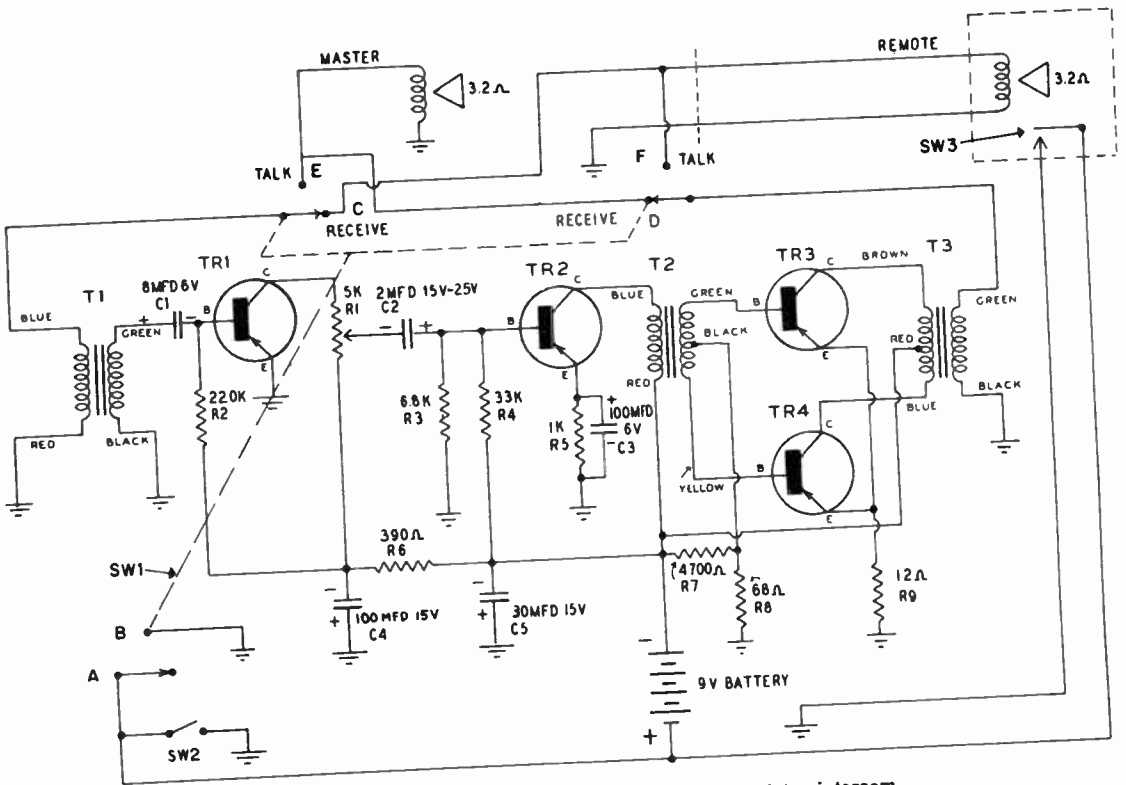 MASTER
REMOTE
3.2Ω
3.2Ω
SW3
TALK E
F TALK
C
RECEIVE
RECEIVE
D
TR1
TR2
T2
TR3
T3
8MFD 6V
C1
T1
+ -
B
C
E
5K
R1
2MFD 15V-25V
C2
- +
B
C
E
BLUE
GREEN
BLACK
RED
B
C
E
BROWN
RED
GREEN
BLUE
GREEN
220K
R2
6.8K
R3
33K
R4
1K
R5
+
100MFD
6V
-
C3
TR4
BLUE
BLACK
RED
BLACK
YELLOW
B
C
E
390Ω
R6
4700Ω
R7
68Ω
R8
12Ω
R9
SW1
-
+
100MFD 15V
C4
-
+
30MFD 15V
C5
B
A
SW2
-
9V BATTERY
+
intercom